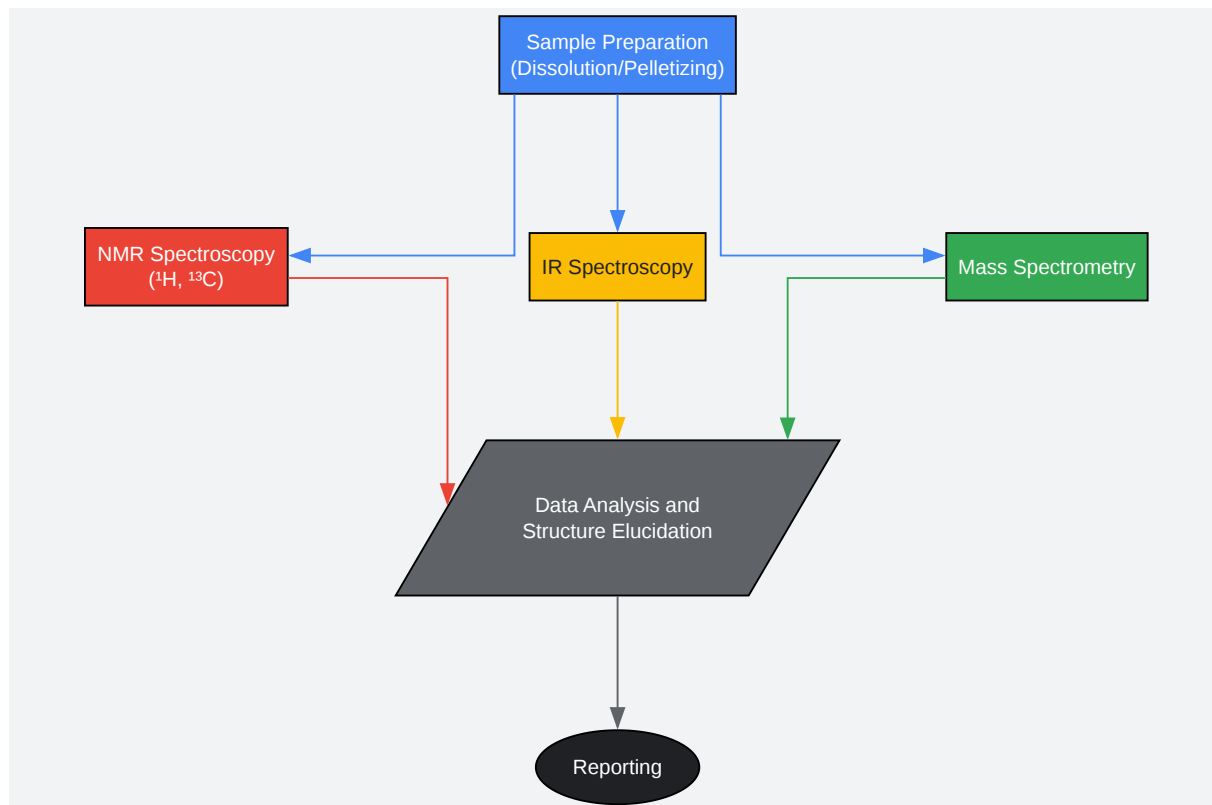 Sample Preparation
(Dissolution/Pelletizing)
NMR Spectroscopy
(¹H, ¹³C)
IR Spectroscopy
Mass Spectrometry
Data Analysis and
Structure Elucidation
Reporting